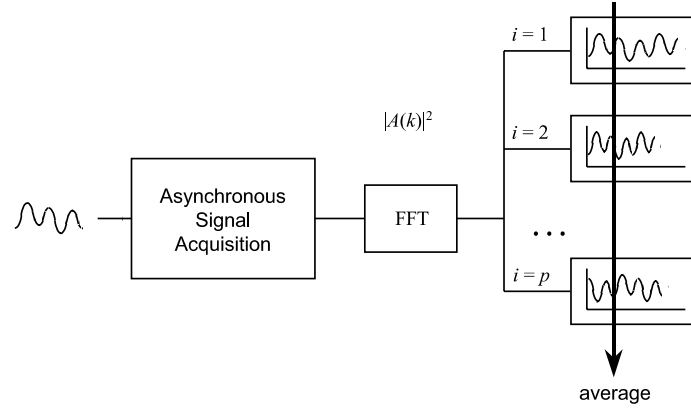 i = 1
|A(k)|²
i = 2
Asynchronous
Signal
Acquisition
FFT
...
i = p
average